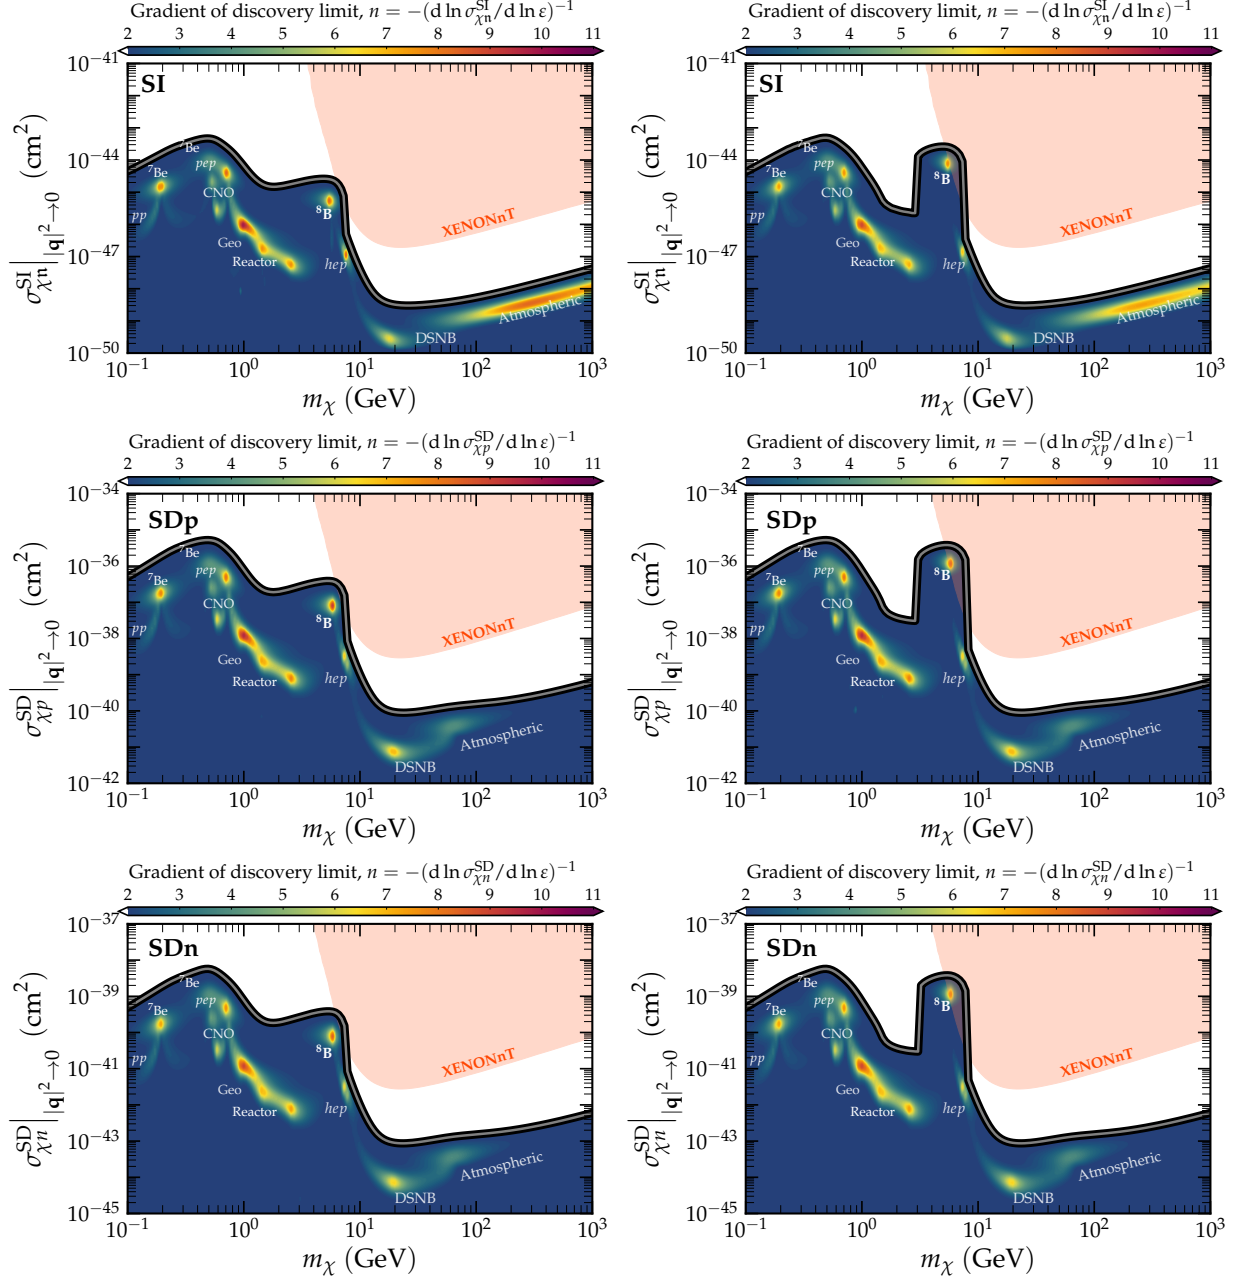 Gradient of discovery limit, n = −(d ln σ^SI_χn/d ln ε)^−1
2 3 4 5 6 7 8 9 10 11
SI
10^−41
10^−44
10^−47
10^−50
σ^SI_χn| |q|^2→0 (cm^2)
7Be
7Be
pep
pp
CNO
8B
Geo
Reactor
hep
XENONnT
Atmospheric
DSNB
10^−1 10^0 10^1 10^2 10^3
m_χ (GeV)
Gradient of discovery limit, n = −(d ln σ^SI_χn/d ln ε)^−1
2 3 4 5 6 7 8 9 10 11
SI
10^−41
10^−44
10^−47
10^−50
σ^SI_χn| |q|^2→0 (cm^2)
7Be
7Be
pep
pp
CNO
8B
Geo
Reactor
hep
XENONnT
Atmospheric
DSNB
10^−1 10^0 10^1 10^2 10^3
m_χ (GeV)
Gradient of discovery limit, n = −(d ln σ^SD_χp/d ln ε)^−1
2 3 4 5 6 7 8 9 10 11
SDp
10^−34
10^−36
10^−38
10^−40
10^−42
σ^SD_χp| |q|^2→0 (cm^2)
7Be
7Be
pep
pp
CNO
8B
Geo
Reactor
hep
XENONnT
Atmospheric
DSNB
10^−1 10^0 10^1 10^2 10^3
m_χ (GeV)
Gradient of discovery limit, n = −(d ln σ^SD_χp/d ln ε)^−1
2 3 4 5 6 7 8 9 10 11
SDp
10^−34
10^−36
10^−38
10^−40
10^−42
σ^SD_χp| |q|^2→0 (cm^2)
7Be
7Be
pep
pp
CNO
8B
Geo
Reactor
hep
XENONnT
Atmospheric
DSNB
10^−1 10^0 10^1 10^2 10^3
m_χ (GeV)
Gradient of discovery limit, n = −(d ln σ^SD_χn/d ln ε)^−1
2 3 4 5 6 7 8 9 10 11
SDn
10^−37
10^−39
10^−41
10^−43
10^−45
σ^SD_χn| |q|^2→0 (cm^2)
7Be
7Be
pep
pp
CNO
8B
Geo
Reactor
hep
XENONnT
Atmospheric
DSNB
10^−1 10^0 10^1 10^2 10^3
m_χ (GeV)
Gradient of discovery limit, n = −(d ln σ^SD_χn/d ln ε)^−1
2 3 4 5 6 7 8 9 10 11
SDn
10^−37
10^−39
10^−41
10^−43
10^−45
σ^SD_χn| |q|^2→0 (cm^2)
7Be
7Be
pep
pp
CNO
8B
Geo
Reactor
hep
XENONnT
Atmospheric
DSNB
10^−1 10^0 10^1 10^2 10^3
m_χ (GeV)